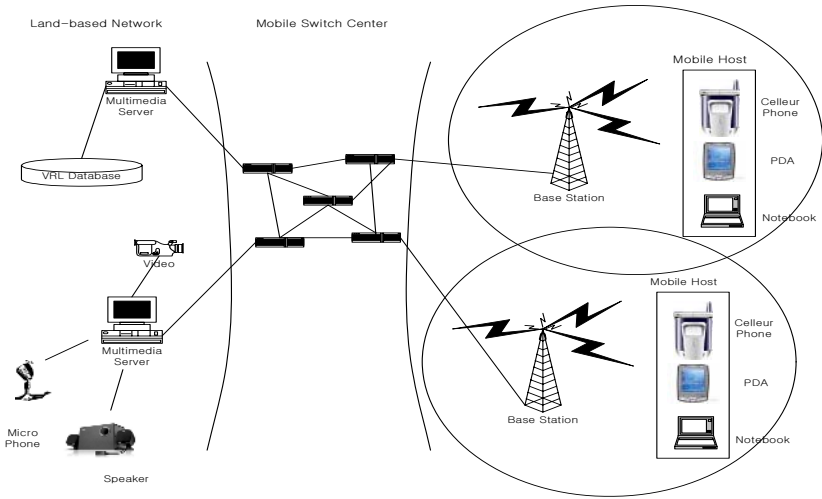 Land-based Network
Mobile Switch Center
Mobile Host
Multimedia
Server
Celleur
Phone
VRL Database
PDA
Base Station
Notebook
Video
Mobile Host
Multimedia
Server
Celleur
Phone
PDA
Micro
Phone
Base Station
Notebook
Speaker